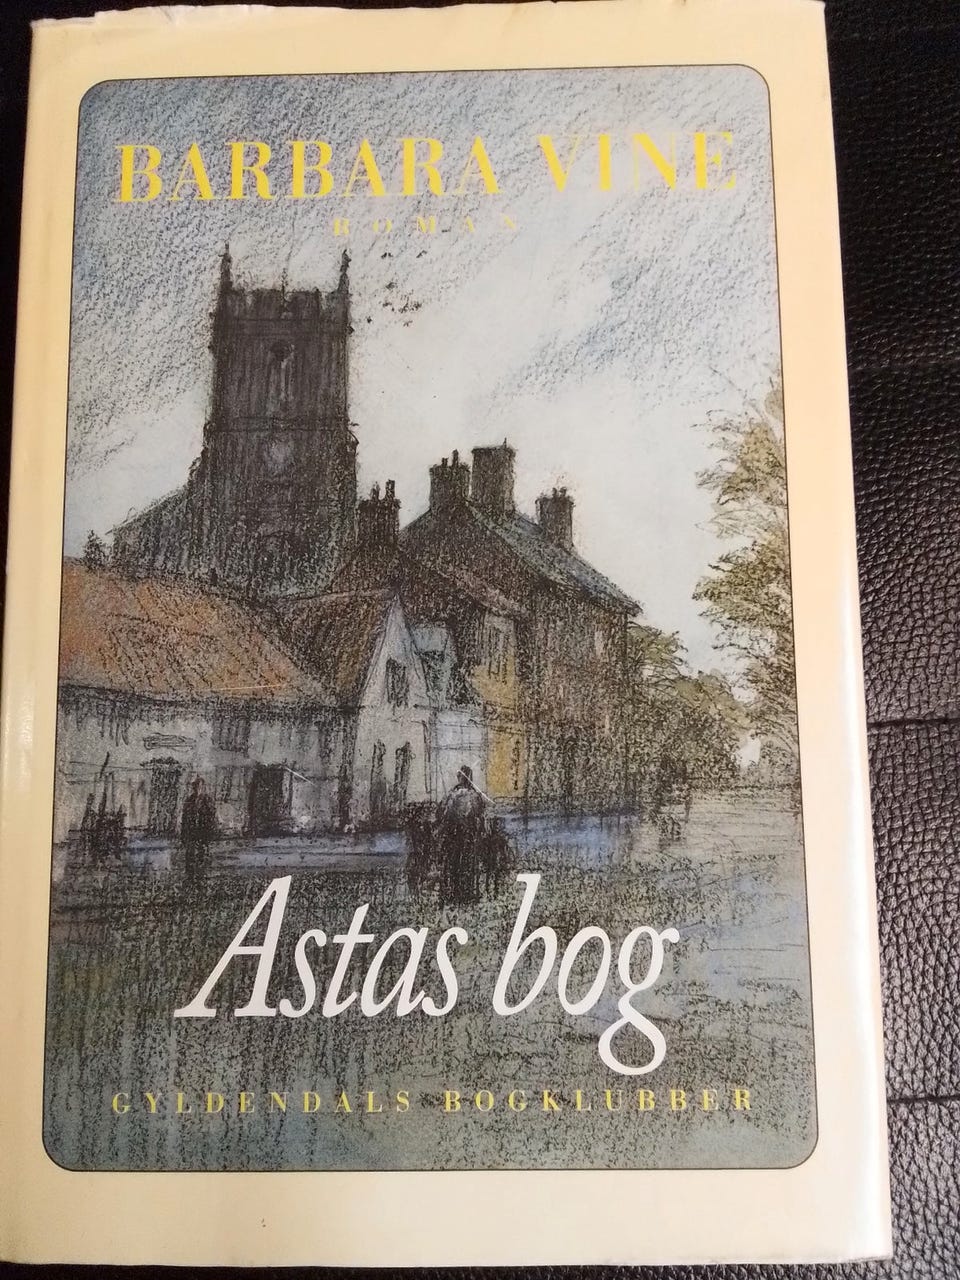 BARBARA VINE
ROMAN
Astas bog
GYLDENDALS BOGKLUBBER